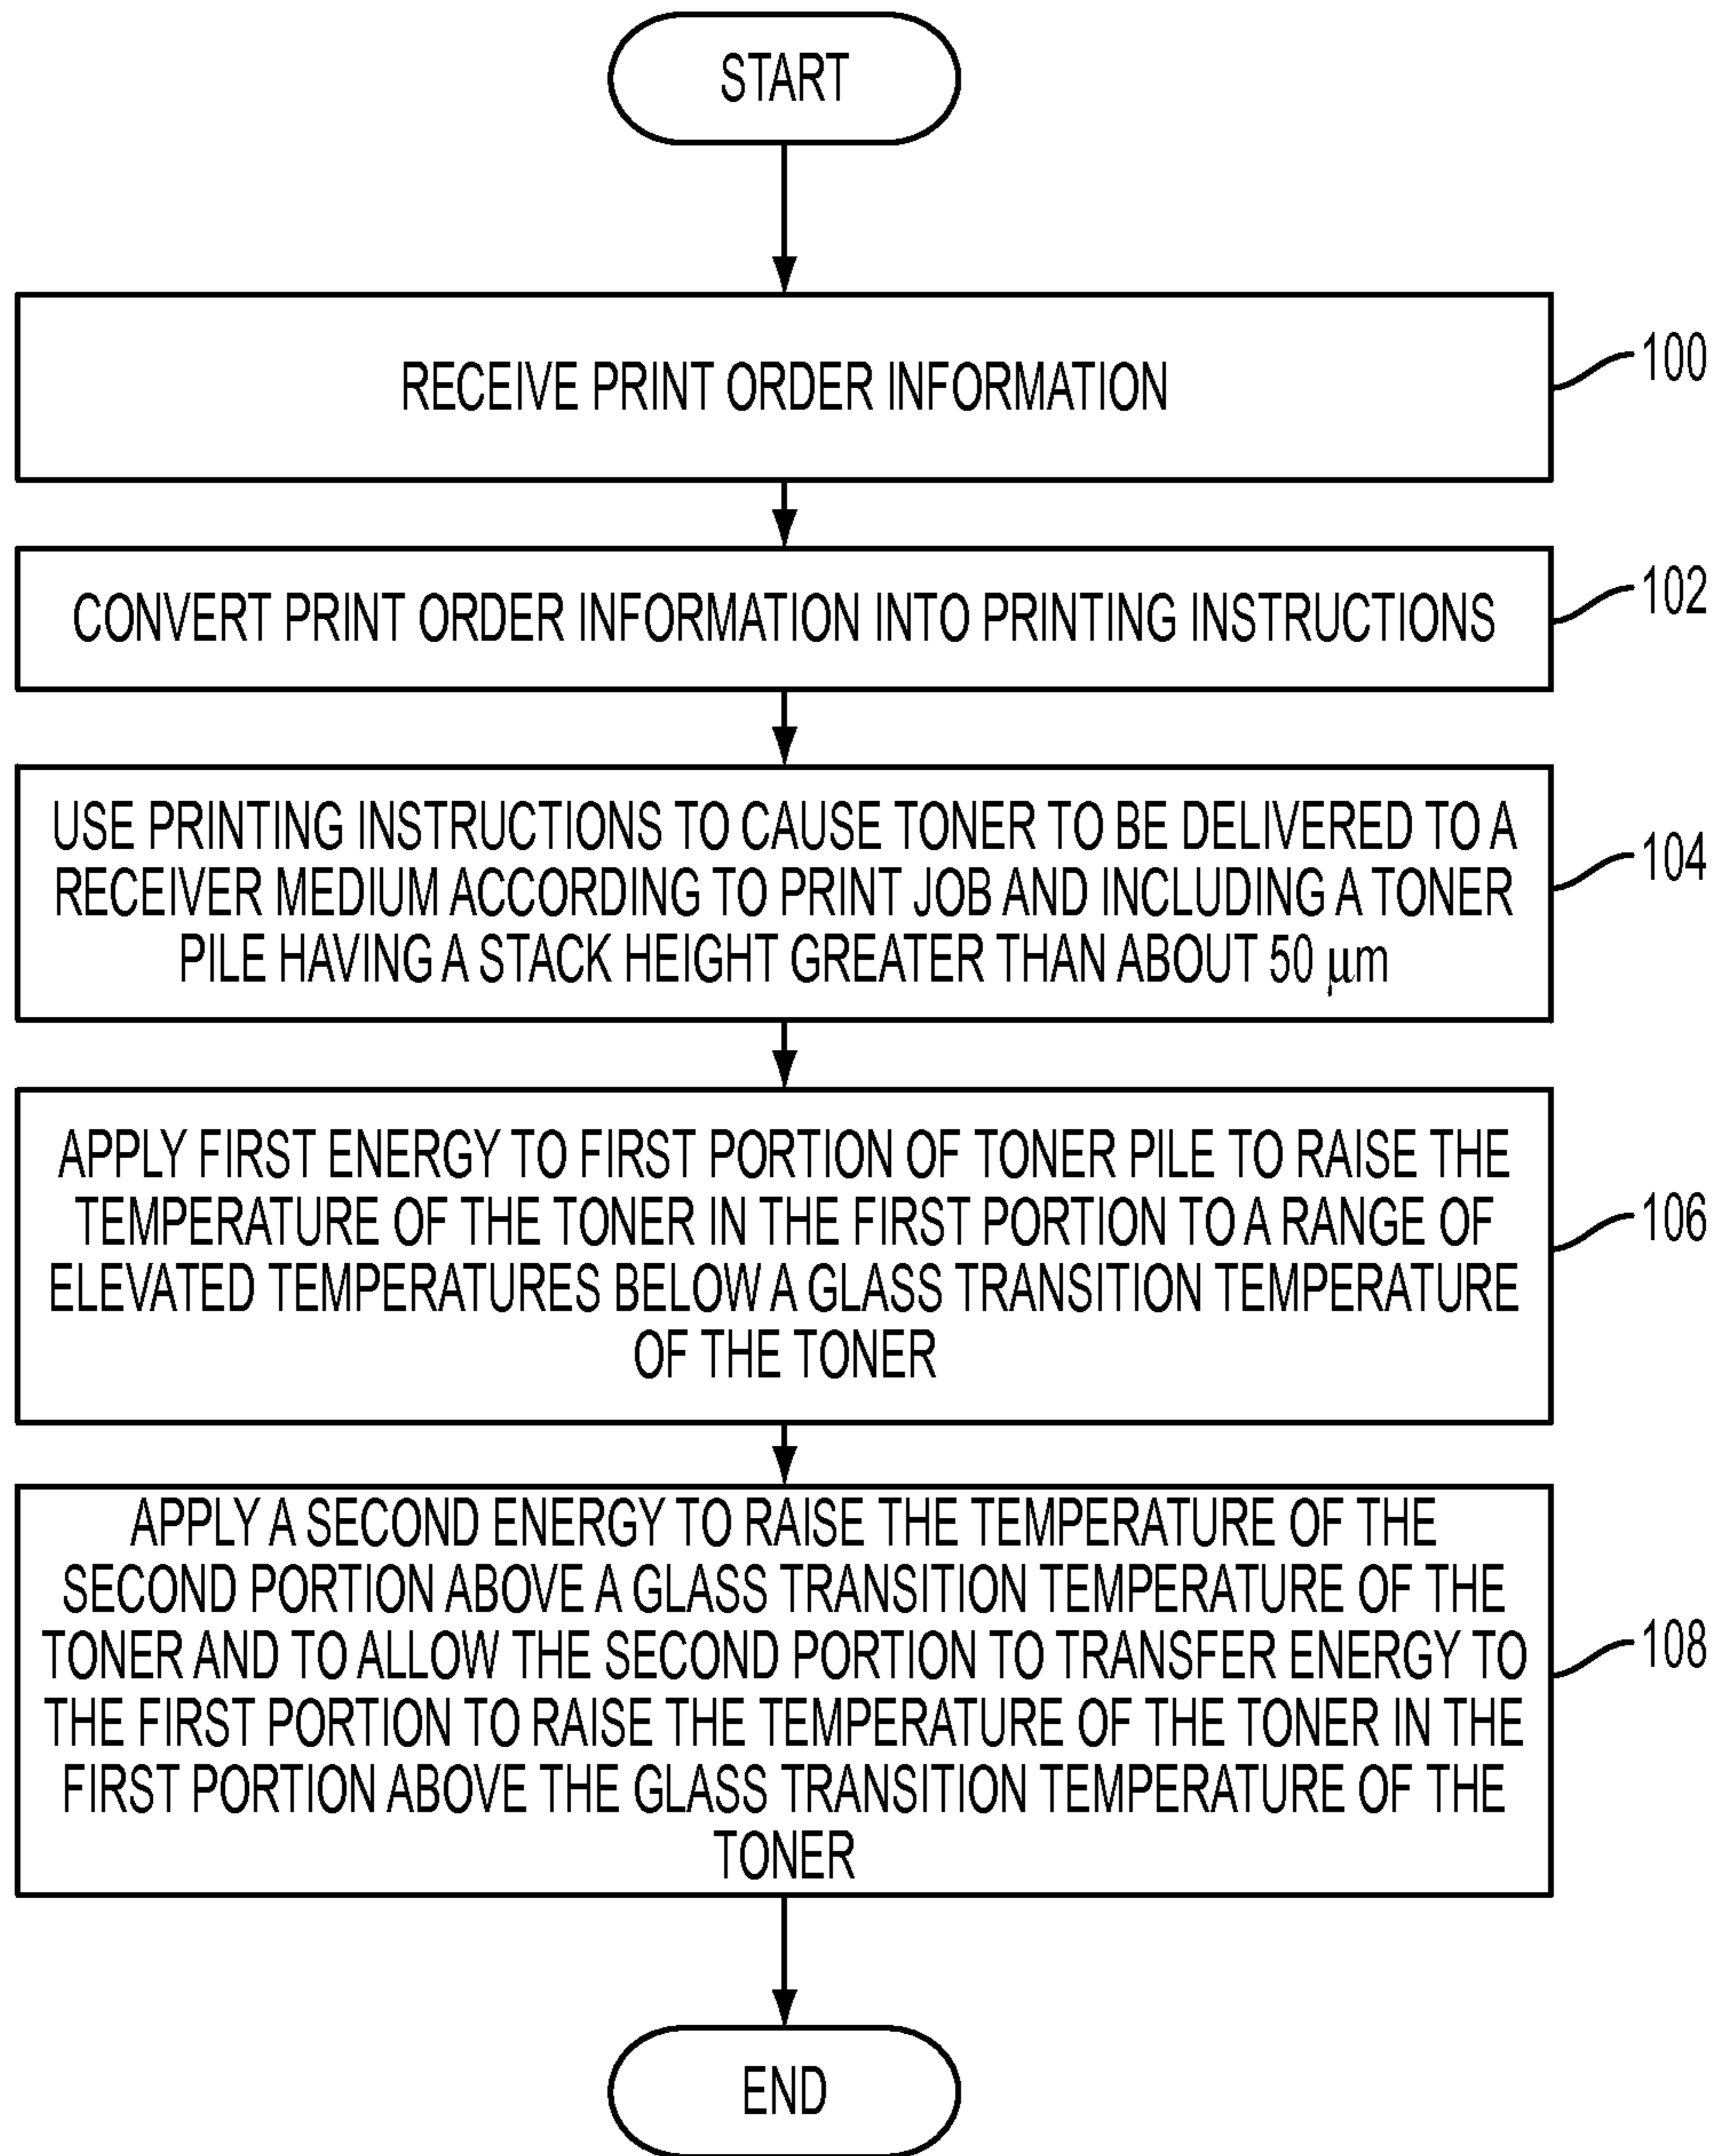 START
RECEIVE PRINT ORDER INFORMATION
100
CONVERT PRINT ORDER INFORMATION INTO PRINTING INSTRUCTIONS
102
USE PRINTING INSTRUCTIONS TO CAUSE TONER TO BE DELIVERED TO A
RECEIVER MEDIUM ACCORDING TO PRINT JOB AND INCLUDING A TONER
PILE HAVING A STACK HEIGHT GREATER THAN ABOUT 50 μm
104
APPLY FIRST ENERGY TO FIRST PORTION OF TONER PILE TO RAISE THE
TEMPERATURE OF THE TONER IN THE FIRST PORTION TO A RANGE OF
ELEVATED TEMPERATURES BELOW A GLASS TRANSITION TEMPERATURE
OF THE TONER
106
APPLY A SECOND ENERGY TO RAISE THE TEMPERATURE OF THE
SECOND PORTION ABOVE A GLASS TRANSITION TEMPERATURE OF THE
TONER AND TO ALLOW THE SECOND PORTION TO TRANSFER ENERGY TO
THE FIRST PORTION TO RAISE THE TEMPERATURE OF THE TONER IN THE
FIRST PORTION ABOVE THE GLASS TRANSITION TEMPERATURE OF THE
TONER
108
END